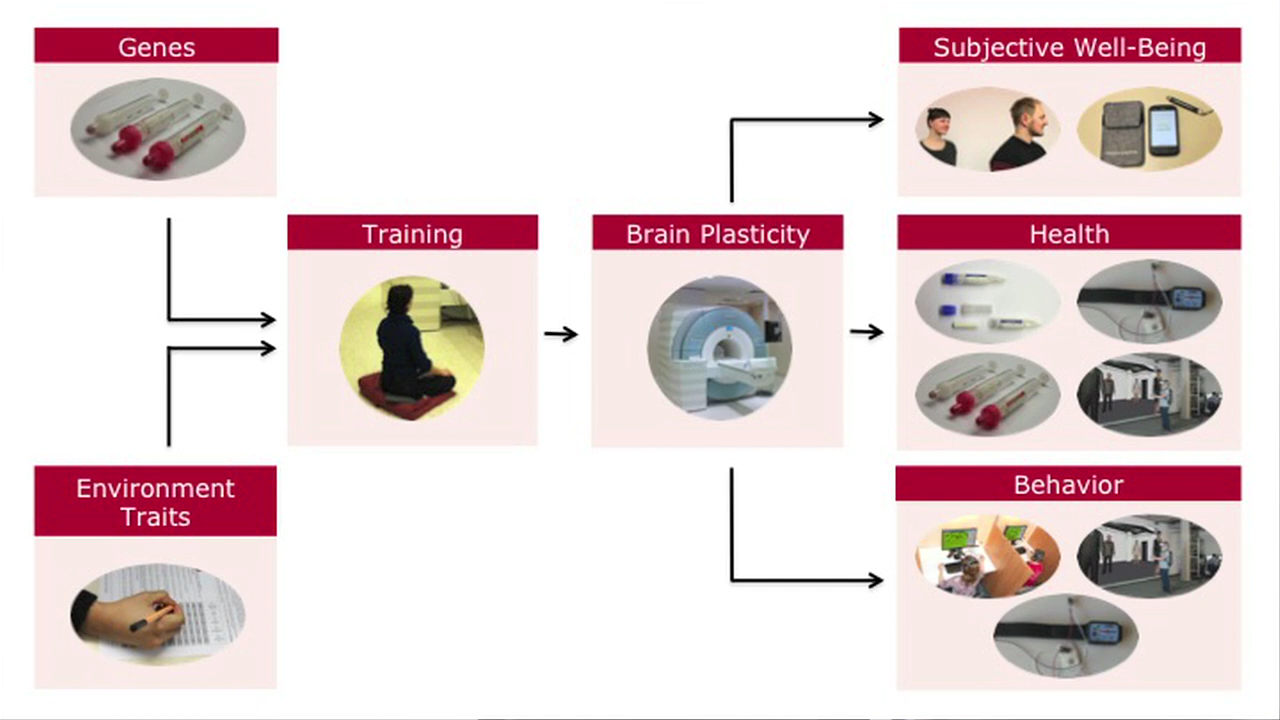 Genes
Subjective Well-Being
Training
Brain Plasticity
Health
Environment
Traits
Behavior